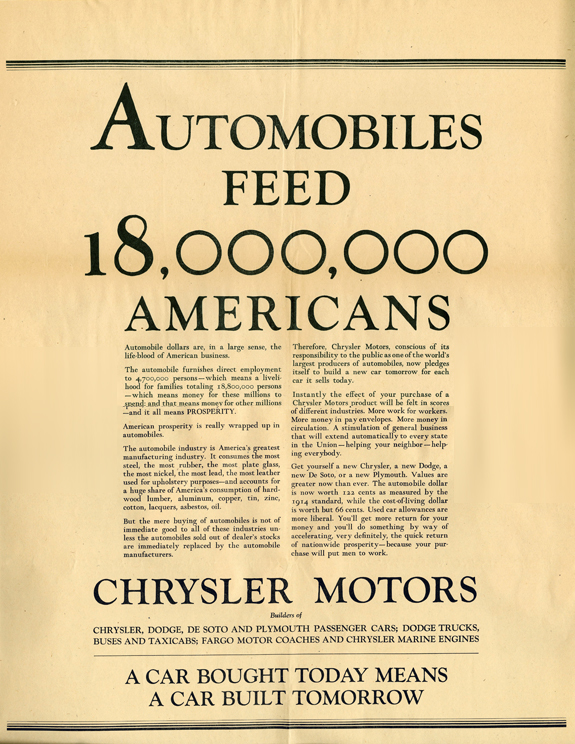 AUTOMOBILES
FEED
18,000,000
AMERICANS
Automobile dollars are, in a large sense, the
life-blood of American business.
The automobile furnishes direct employment
to 4,700,000 persons—which means a liveli-
hood for families totaling 18,800,000 persons
—which means money for these millions to
spend: and that means money for other millions
—and it all means PROSPERITY.
American prosperity is really wrapped up in
automobiles.
The automobile industry is America's greatest
manufacturing industry. It consumes the most
steel, the most rubber, the most plate glass,
the most nickel, the most lead, the most leather
used for upholstery purposes—and accounts for
a huge share of America's consumption of hard-
wood lumber, aluminum, copper, tin, zinc,
cotton, lacquers, asbestos, oil.
But the mere buying of automobiles is not of
immediate good to all of these industries un-
less the automobiles sold out of dealer's stocks
are immediately replaced by the automobile
manufacturers.
Therefore, Chrysler Motors, conscious of its
responsibility to the public as one of the world's
largest producers of automobiles, now pledges
itself to build a new car tomorrow for each
car it sells today.
Instantly the effect of your purchase of a
Chrysler Motors product will be felt in scores
of different industries. More work for workers.
More money in pay envelopes. More money in
circulation. A stimulation of general business
that will extend automatically to every state
in the Union—helping your neighbor—help-
ing everybody.
Get yourself a new Chrysler, a new Dodge, a
new De Soto, or a new Plymouth. Values are
greater now than ever. The automobile dollar
is now worth 122 cents as measured by the
1914 standard, while the cost-of-living dollar
is worth but 66 cents. Used car allowances are
more liberal. You'll get more return for your
money and you'll do something by way of
accelerating, very definitely, the quick return
of nationwide prosperity—because your pur-
chase will put men to work.
CHRYSLER MOTORS
Builders of
CHRYSLER, DODGE, DE SOTO AND PLYMOUTH PASSENGER CARS; DODGE TRUCKS,
BUSES AND TAXICABS; FARGO MOTOR COACHES AND CHRYSLER MARINE ENGINES
A CAR BOUGHT TODAY MEANS
A CAR BUILT TOMORROW